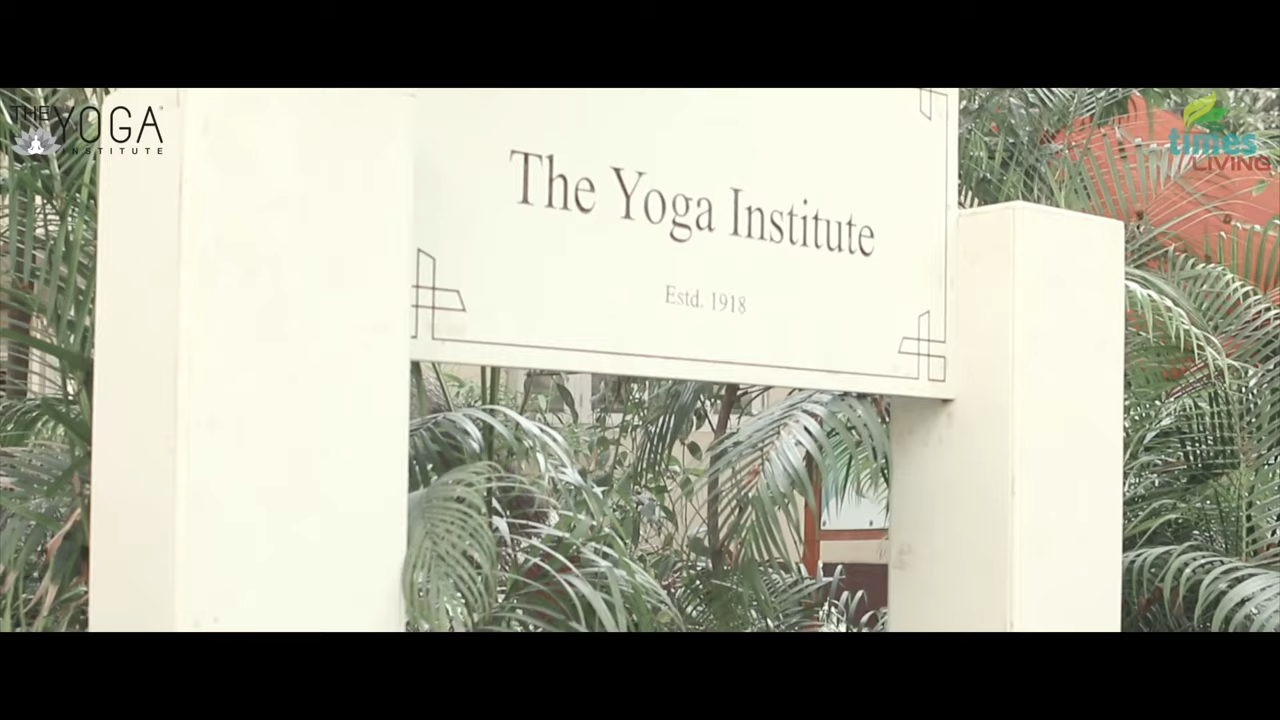 THE YOGA
INSTITUTE
times
LIVING
The Yoga Institute
Estd. 1918